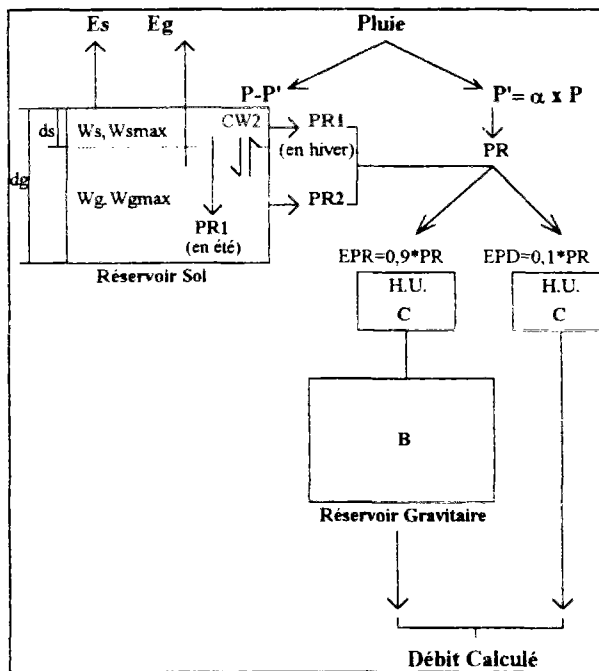 Es Eg Pluie
P-P' P'= α x P
ds Ws, Wsmax CW2 PR1
(en hiver) PR
dg Wg, Wgmax PR2
PR1
(en été)
Réservoir Sol
EPR=0,9*PR EPD=0,1*PR
H.U. H.U.
C C
B
Réservoir Gravitaire
Débit Calculé